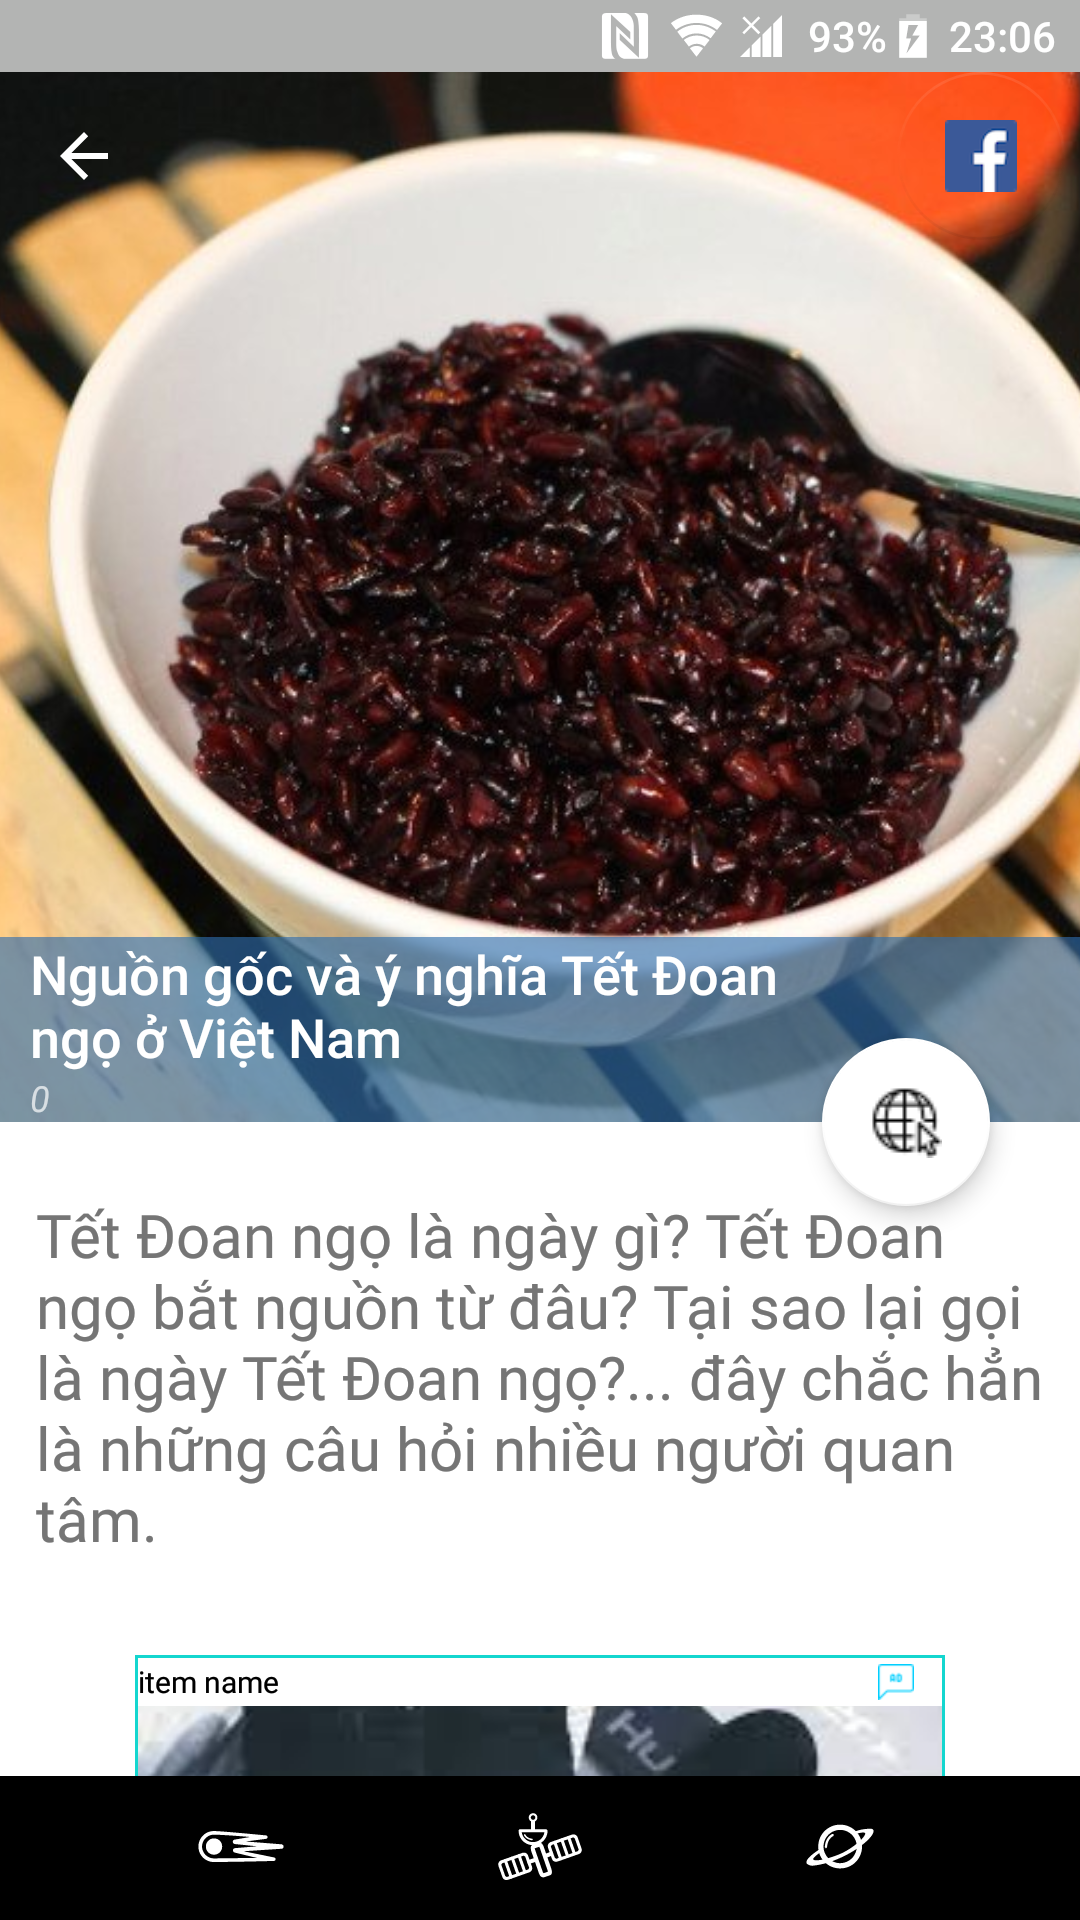 93% 23:06
Nguồn gốc và ý nghĩa Tết Đoan
ngọ ở Việt Nam
0
Tết Đoan ngọ là ngày gì? Tết Đoan
ngọ bắt nguồn từ đâu? Tại sao lại gọi
là ngày Tết Đoan ngọ?... đây chắc hẳn
là những câu hỏi nhiều người quan
tâm.
item name
AD
Hu